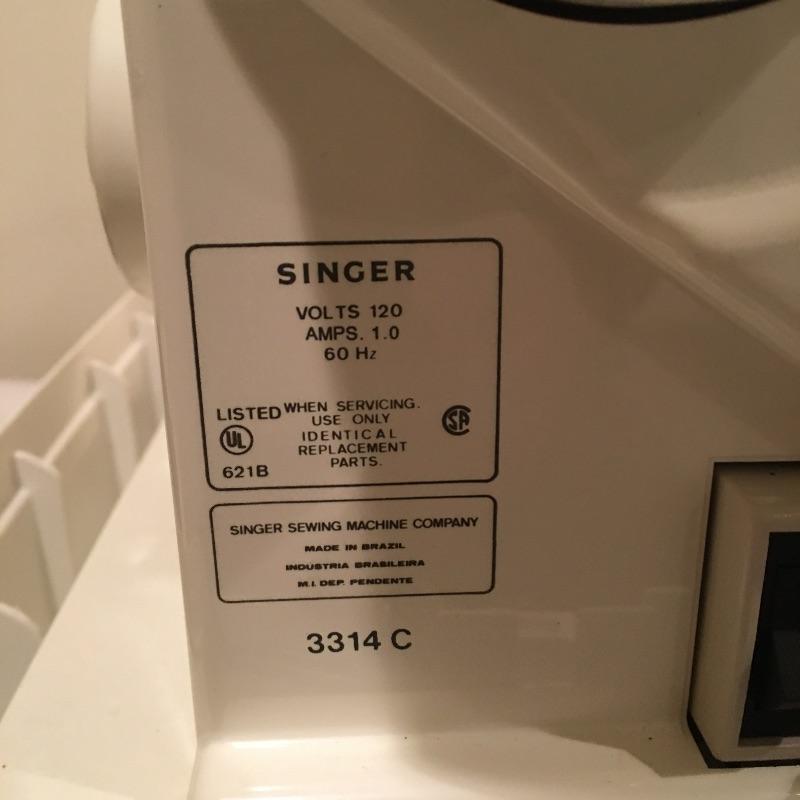 SINGER
VOLTS 120
AMPS. 1.0
60 Hz
LISTED
UL
621B
WHEN SERVICING.
USE ONLY
IDENTICAL
REPLACEMENT
PARTS.
SA
SINGER SEWING MACHINE COMPANY
MADE IN BRAZIL
INDÚSTRIA BRASILEIRA
M.I. DEP. PENDENTE
3314 C